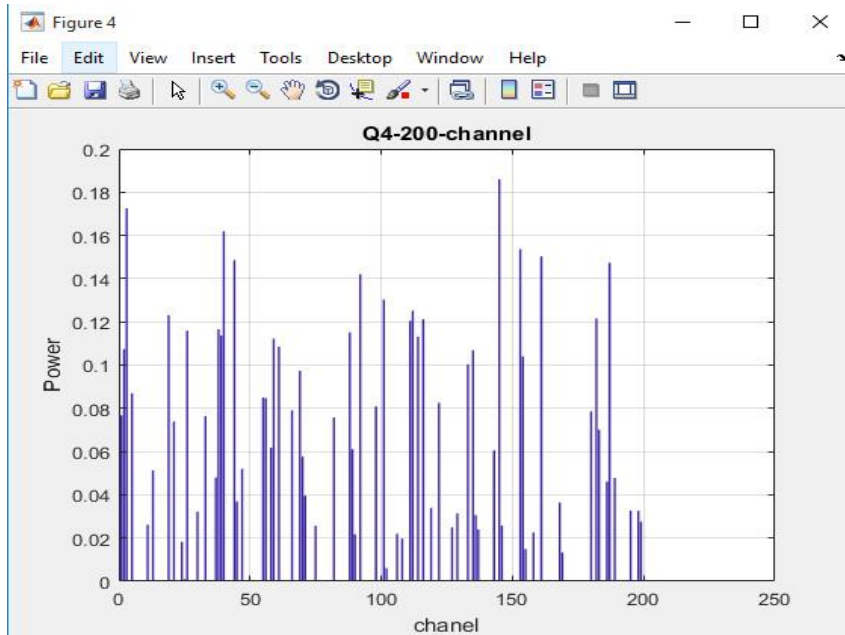 Figure 4
File Edit View Insert Tools Desktop Window Help
Q4-200-channel
0.2
0.18
0.16
0.14
0.12
0.1
0.08
0.06
0.04
0.02
0
Power
0 50 100 150 200 250
chanel